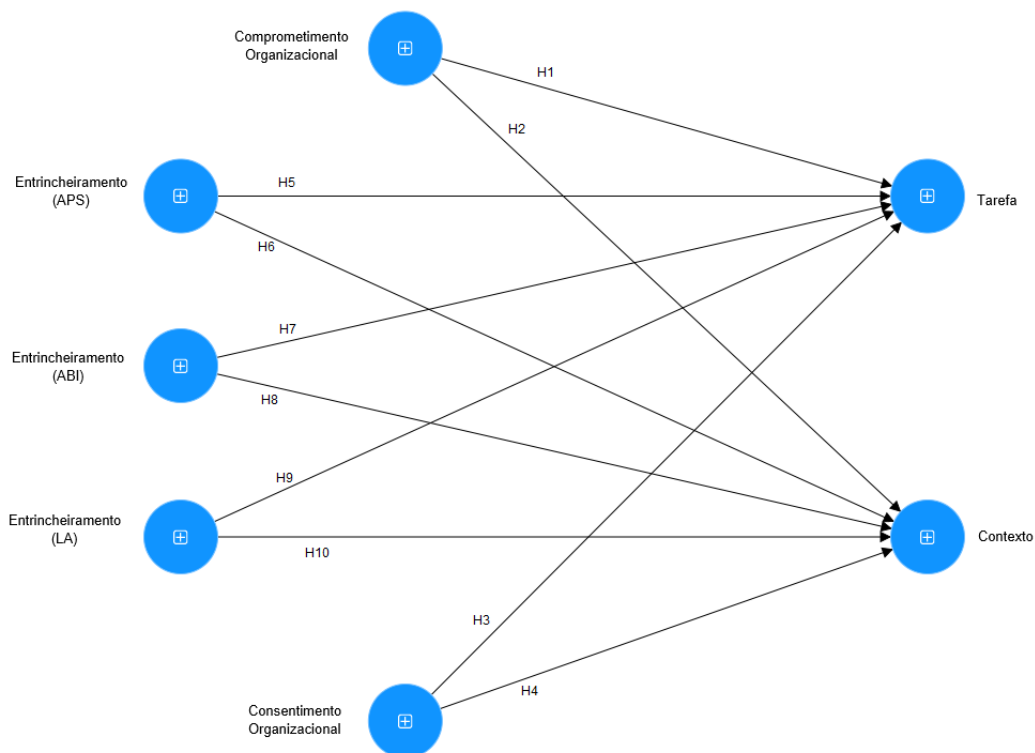 Comprometimento
Organizacional
H1
H2
Entrincheiramento
(APS)
H5
Tarefa
H6
H7
Entrincheiramento
(ABI)
H8
H9
Entrincheiramento
(LA)
H10
Contexto
H3
H4
Consentimento
Organizacional